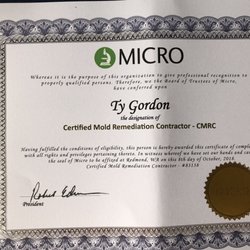 MICRO
Whereas it is the purpose of this organization to give professional recognition to
properly qualified persons. Therefore, we the Board of Trustees of Micro,
have conferred upon
Ty Gordon
the designation of
Certified Mold Remediation Contractor - CMRC
Having fulfilled the conditions of eligibility, this person is hereby awarded this certificate of comple
with all rights and privileges pertaining thereto. In witness whereof we have set our hands and cau
the seal of Micro to be affixed at Redmond, WA on this day of October, 2018
Certified Mold Remediation Contractor -
President